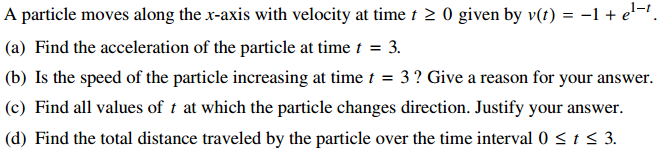 A particle moves along the x-axis with velocity at time t ≥ 0 given by v(t) = −1 + e^{1−t}.
(a) Find the acceleration of the particle at time t = 3.
(b) Is the speed of the particle increasing at time t = 3 ? Give a reason for your answer.
(c) Find all values of t at which the particle changes direction. Justify your answer.
(d) Find the total distance traveled by the particle over the time interval 0 ≤ t ≤ 3.